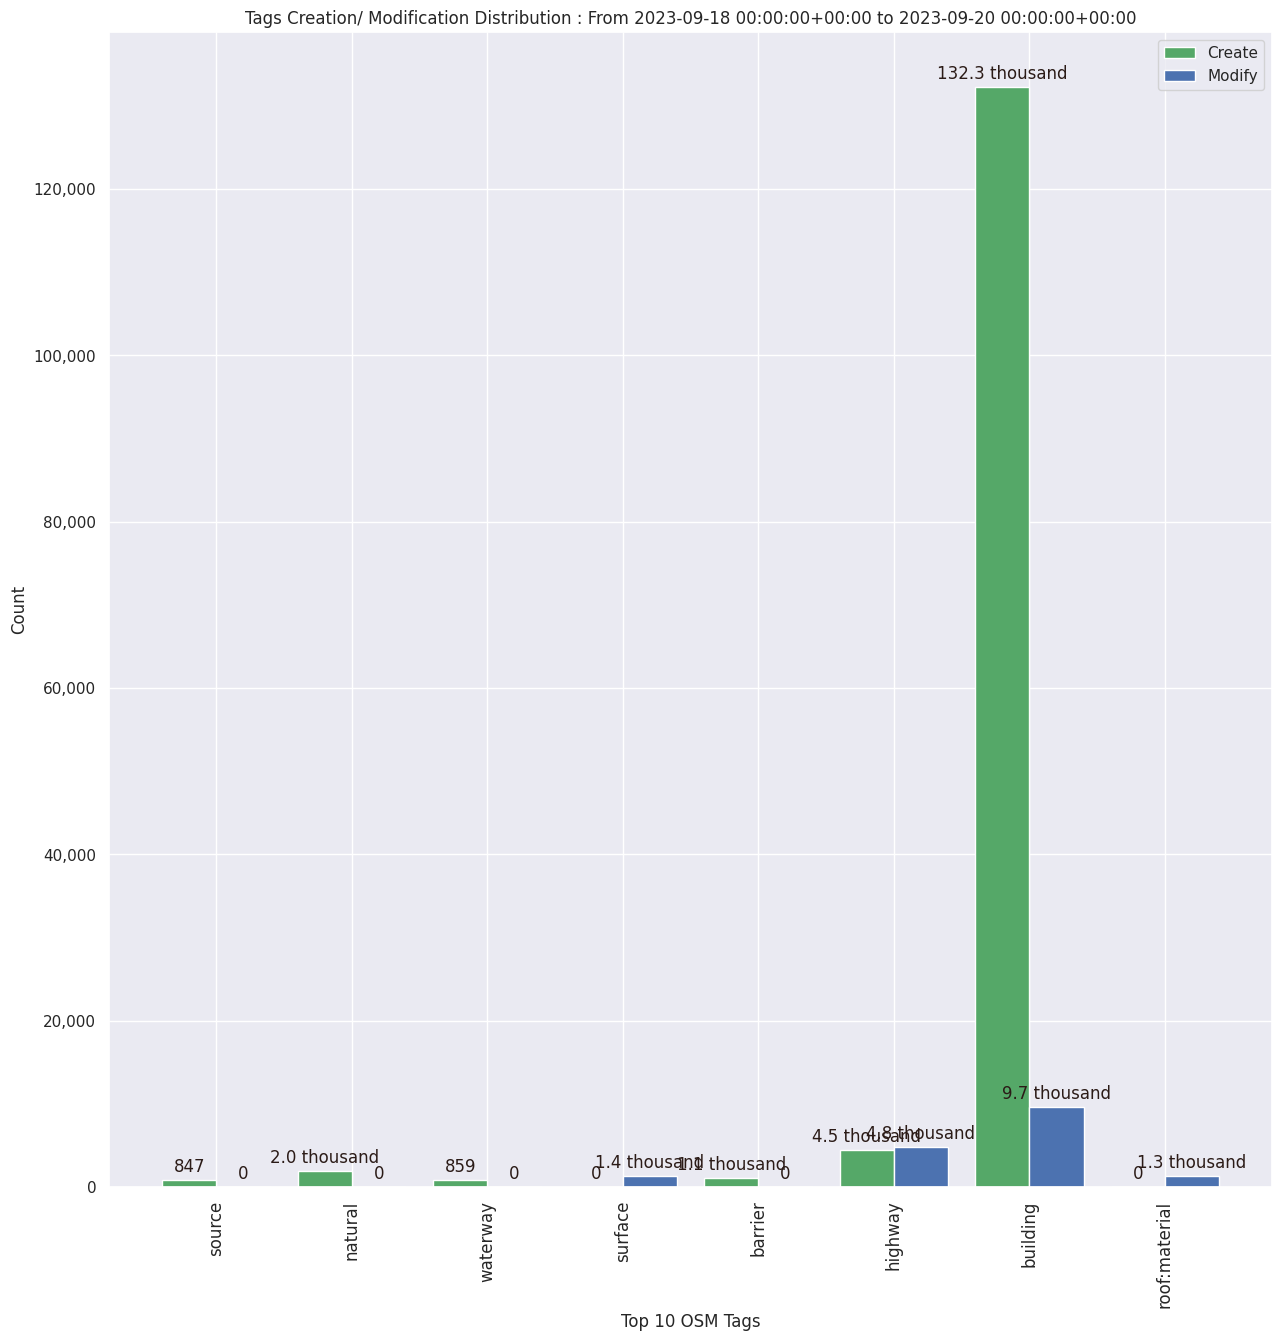 Tags Creation/ Modification Distribution : From 2023-09-18 00:00:00+00:00 to 2023-09-20 00:00:00+00:00
Create
Modify
132.3 thousand
120,000
100,000
80,000
60,000
40,000
20,000
0
Count
847
0
2.0 thousand
0
859
0
0
1.4 thousand
1.1 thousand
0
4.5 thousand
4.8 thousand
9.7 thousand
0
1.3 thousand
source
natural
waterway
surface
barrier
highway
building
roof:material
Top 10 OSM Tags